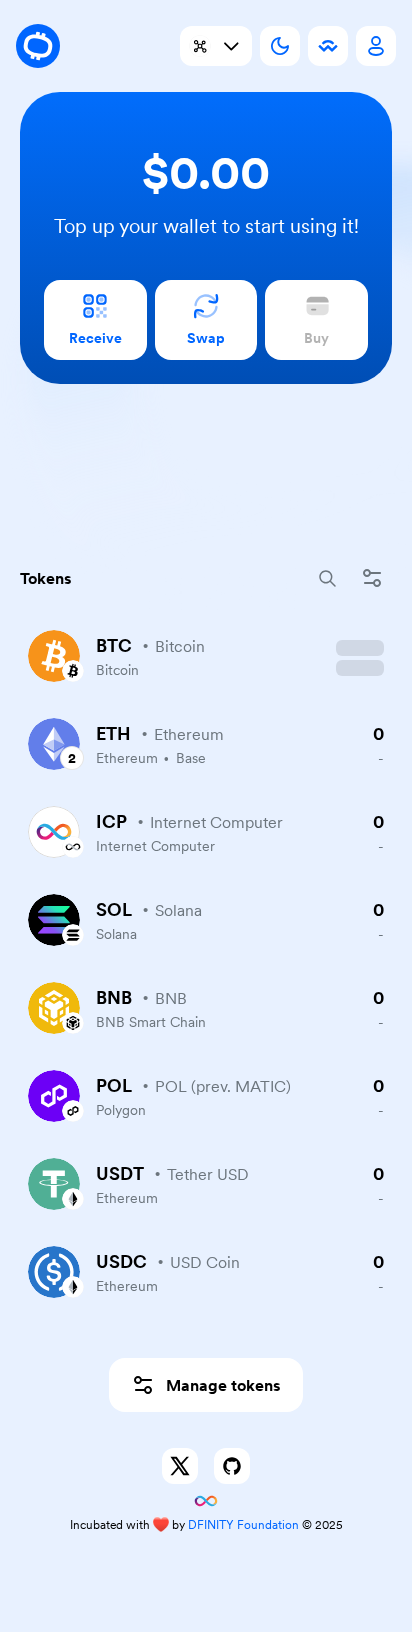 $0.00
Top up your wallet to start using it!
Receive
Swap
Buy
Tokens
BTC • Bitcoin
Bitcoin
ETH • Ethereum 0
2 Ethereum • Base -
ICP • Internet Computer 0
Internet Computer -
SOL • Solana 0
Solana -
BNB • BNB 0
BNB Smart Chain -
POL • POL (prev. MATIC) 0
Polygon -
USDT • Tether USD 0
Ethereum -
USDC • USD Coin 0
Ethereum -
Manage tokens
Incubated with ❤️ by DFINITY Foundation © 2025